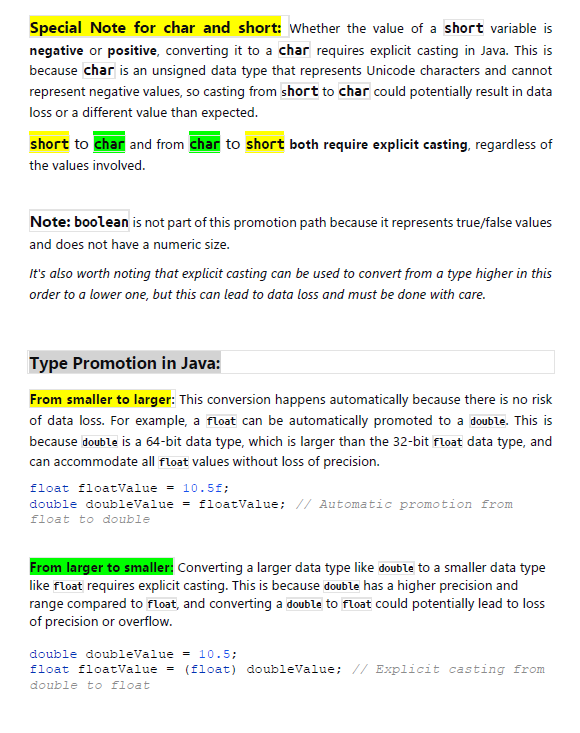 Special Note for char and short: Whether the value of a short variable is
negative or positive, converting it to a char requires explicit casting in Java. This is
because char is an unsigned data type that represents Unicode characters and cannot
represent negative values, so casting from short to char could potentially result in data
loss or a different value than expected.
short to char and from char to short both require explicit casting, regardless of
the values involved.
Note: boolean is not part of this promotion path because it represents true/false values
and does not have a numeric size.
It's also worth noting that explicit casting can be used to convert from a type higher in this
order to a lower one, but this can lead to data loss and must be done with care.
Type Promotion in Java:
From smaller to larger: This conversion happens automatically because there is no risk
of data loss. For example, a float can be automatically promoted to a double. This is
because double is a 64-bit data type, which is larger than the 32-bit float data type, and
can accommodate all float values without loss of precision.
float floatValue = 10.5f;
double doubleValue = floatValue; // Automatic promotion from
float to double
From larger to smaller: Converting a larger data type like double to a smaller data type
like float requires explicit casting. This is because double has a higher precision and
range compared to float, and converting a double to float could potentially lead to loss
of precision or overflow.
double doubleValue = 10.5;
float floatValue = (float) doubleValue; // Explicit casting from
double to float